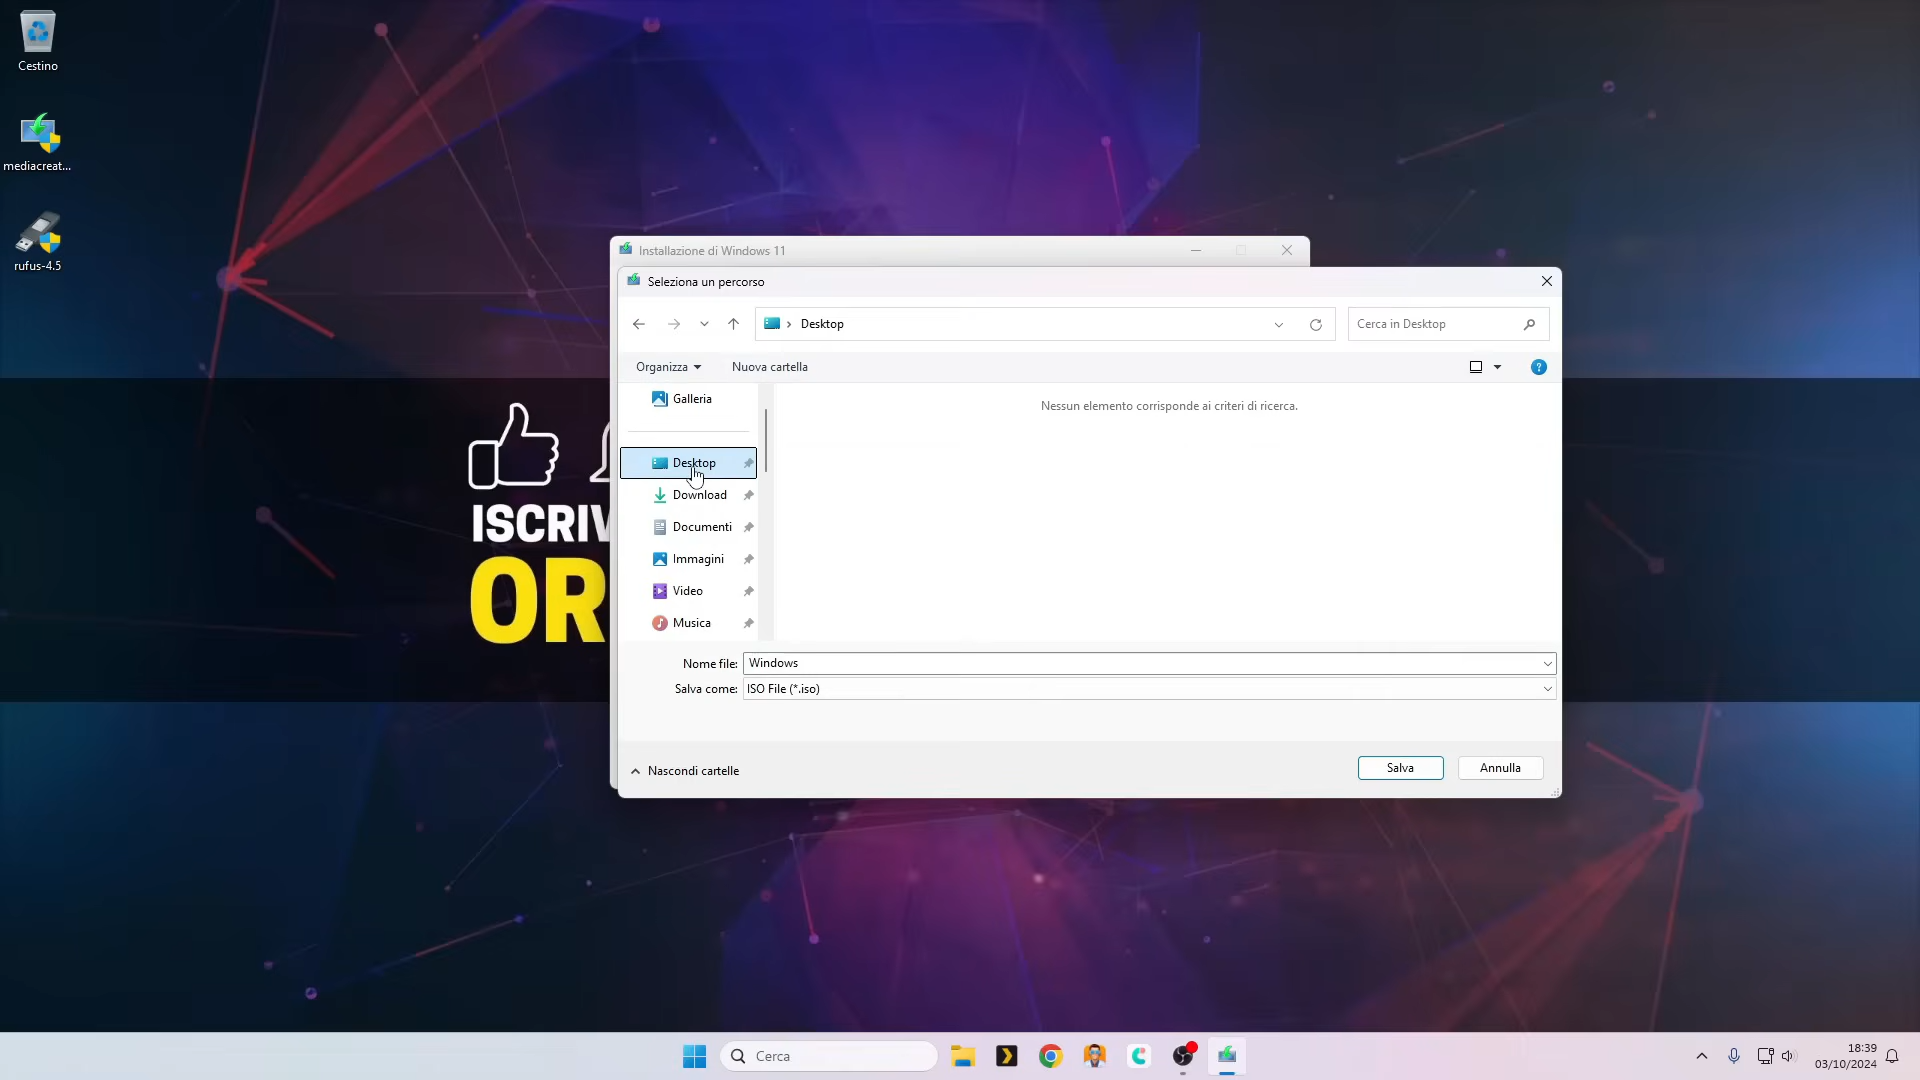 Cestino
mediacreat...
rufus-4.5
ISCRIV
OR
Installazione di Windows 11
Seleziona un percorso
Desktop
Cerca in Desktop
Organizza
Nuova cartella
Galleria
Nessun elemento corrisponde ai criteri di ricerca.
Desktop
Download
Documenti
Immagini
Video
Musica
Nome file: Windows
Salva come: ISO File (*.iso)
Nascondi cartelle
Salva
Annulla
Cerca
18:39
03/10/2024